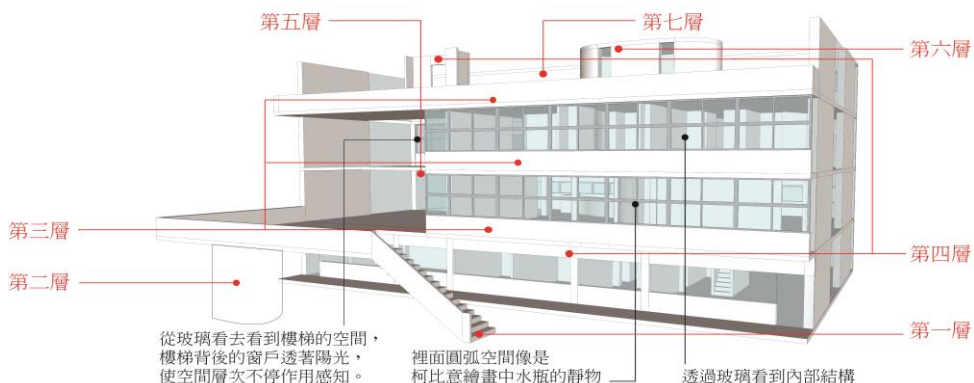 第五層
第七層
第六層
第三層
第四層
第二層
第一層
從玻璃看去看到樓梯的空間，
樓梯背後的窗戶透著陽光，
使空間層次不停作用感知。
裡面圓弧空間像是
柯比意繪畫中水瓶的靜物
透過玻璃看到內部結構